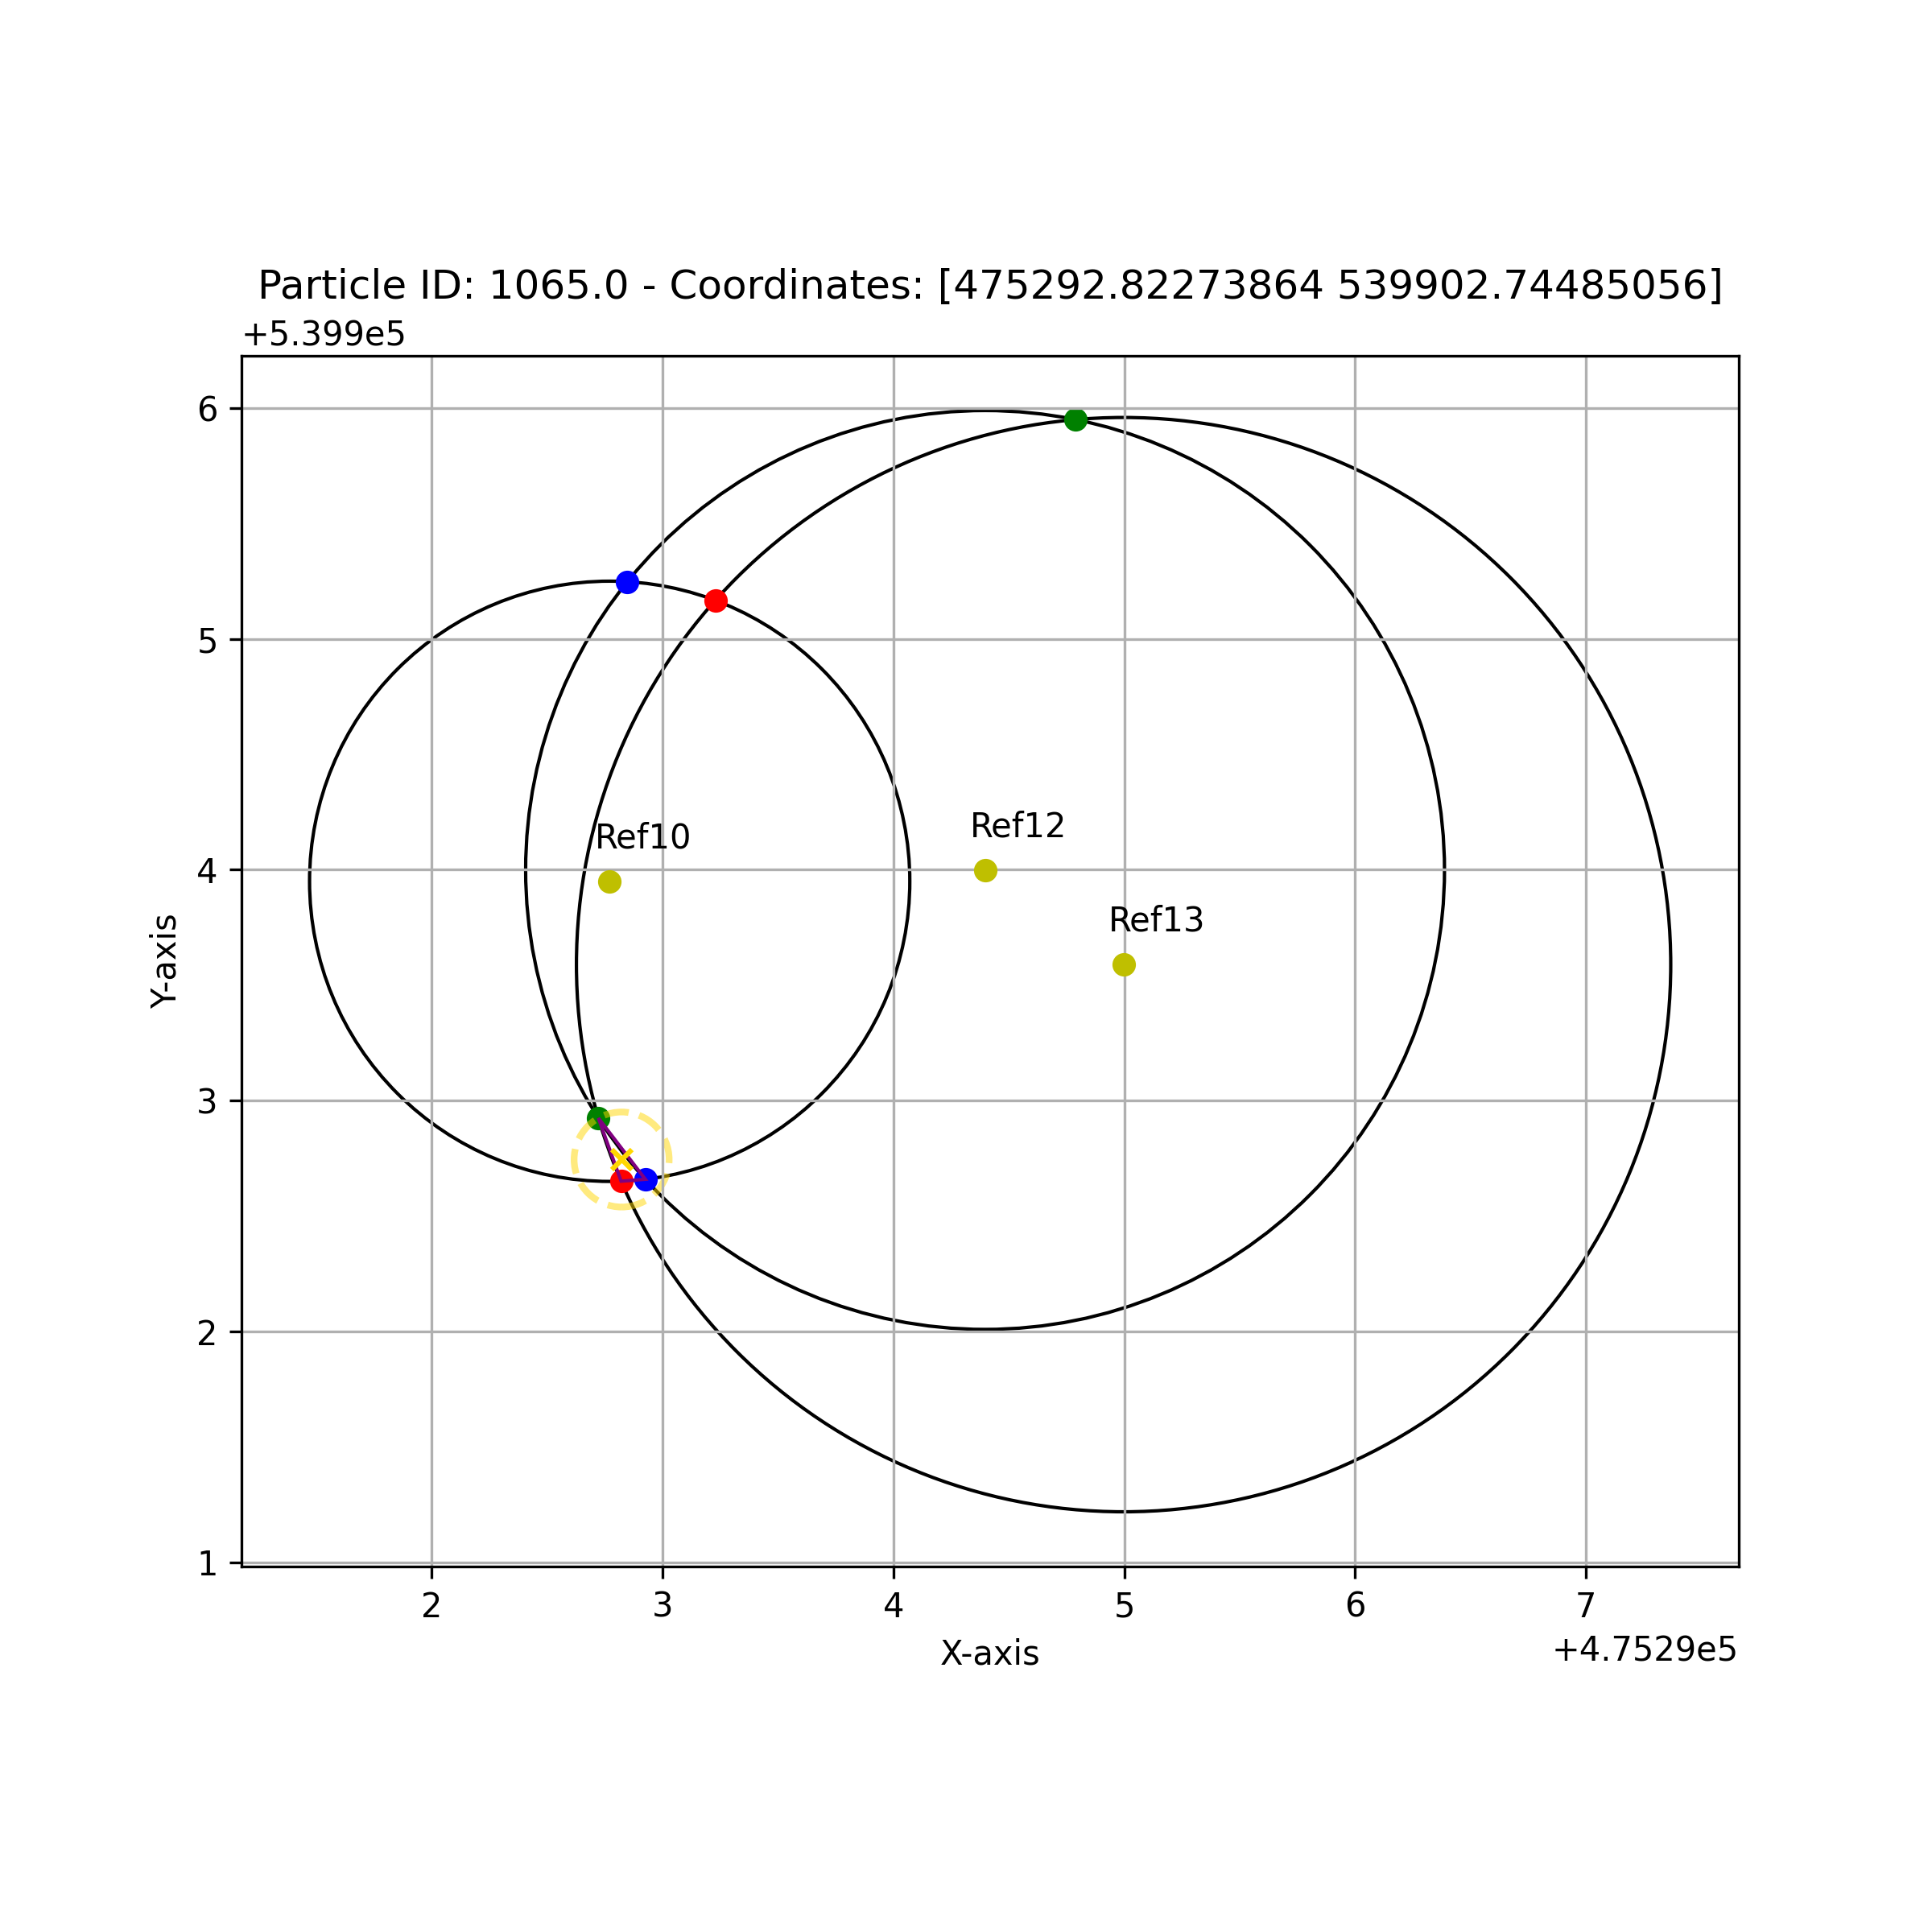 Particle ID: 1065.0 - Coordinates: [475292.82273864 539902.74485056]
+5.399e5
6
5
4
3
2
1
Y-axis
Ref10
Ref12
Ref13
2 3 4 5 6 7
X-axis
+4.7529e5